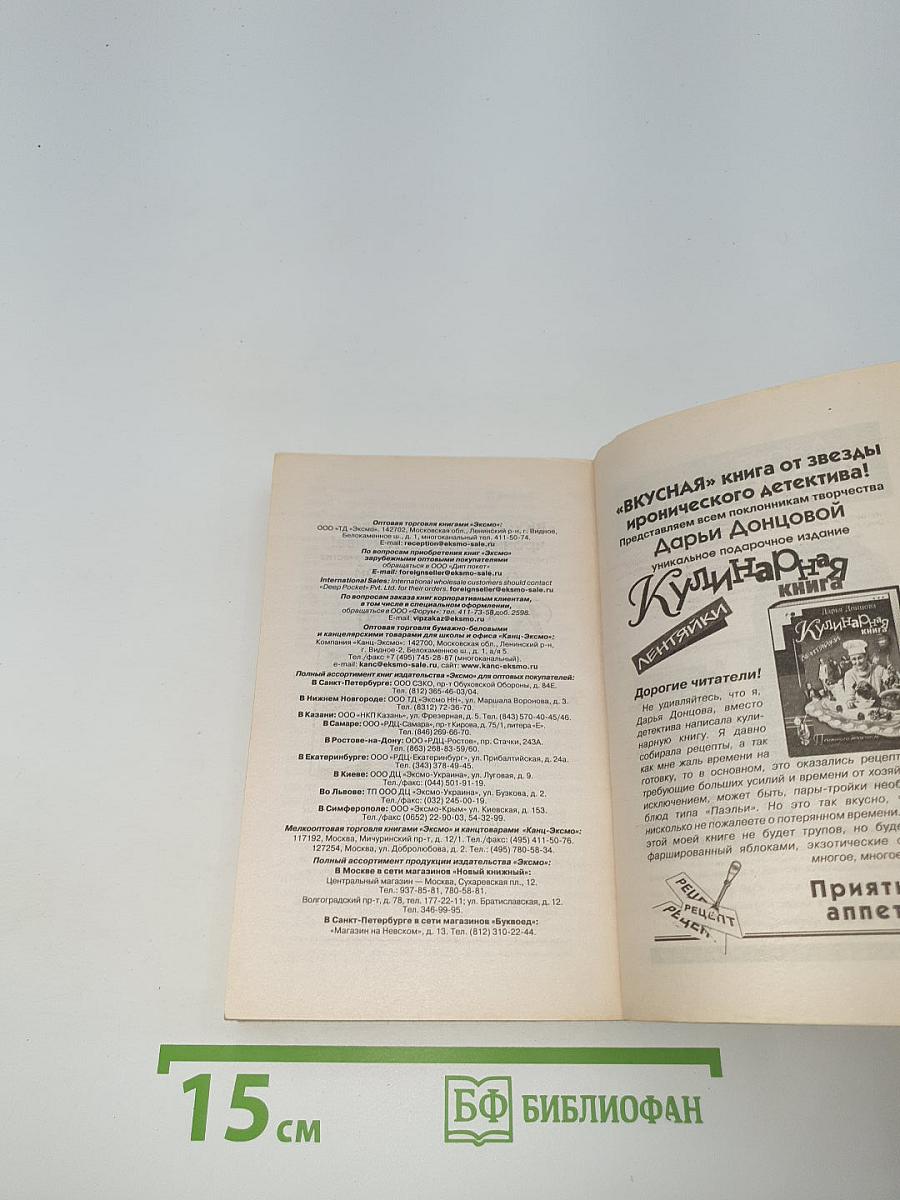 Оптовая торговля книгами «Эксмо»:
ООО «ТД «Эксмо». 142702, Московская обл., Ленинский р-н, г. Видное,
Белокаменное ш., д. 1, многоканальный тел. 411-50-74.
E-mail: reception@eksmo-sale.ru
По вопросам приобретения книг «Эксмо»
зарубежными оптовыми покупателями
обращаться в ООО «Дип покет»
E-mail: foreignseller@eksmo-sale.ru
International Sales: International wholesale customers should contact
«Deep Pocket» Pvt. Ltd. for their orders. foreignseller@eksmo-sale.ru
По вопросам заказа книг корпоративным клиентам,
в том числе в специальном оформлении,
обращаться в ООО «Форум»: тел. 411-73-58 доб. 2598.
E-mail: vipzakaz@eksmo.ru
Оптовая торговля бумажно-беловыми
и канцелярскими товарами для школы и офиса «Канц-Эксмо»:
Компания «Канц-Эксмо»: 142700, Московская обл., Ленинский р-н,
г. Видное-2, Белокаменное ш., д. 1, а/я 5.
Тел./факс +7 (495) 745-28-87 (многоканальный).
e-mail: kanc@eksmo-sale.ru, сайт: www.kanc-eksmo.ru
Полный ассортимент книг издательства «Эксмо» для оптовых покупателей:
В Санкт-Петербурге: ООО СЗКО, пр-т Обуховской Обороны, д. 84Е.
Тел. (812) 365-46-03/04.
В Нижнем Новгороде: ООО ТД «Эксмо НН», ул. Маршала Воронова, д. 3.
Тел. (8312) 72-36-70.
В Казани: ООО «НКП Казань», ул. Фрезерная, д. 5. Тел. (843) 570-40-45/46.
В Самаре: ООО «РДЦ-Самара», пр-т Кирова, д. 75/1, литера «Е».
Тел. (846) 269-66-70.
В Ростове-на-Дону: ООО «РДЦ-Ростов», пр. Стачки, 243А.
Тел. (863) 268-83-59/60.
В Екатеринбурге: ООО «РДЦ-Екатеринбург», ул. Прибалтийская, д. 24а.
Тел. (343) 378-49-45.
В Киеве: ООО ДЦ «Эксмо-Украина», ул. Луговая, д. 9.
Тел./факс: (044) 501-91-19.
Во Львове: ТП ООО ДЦ «Эксмо-Украина», ул. Бузкова, д. 2.
Тел./факс: (032) 245-00-19.
В Симферополе: ООО «Эксмо-Крым» ул. Киевская, д. 153.
Тел./факс (0652) 22-90-03, 54-32-99.
Мелкооптовая торговля книгами «Эксмо» и канцтоварами «Канц-Эксмо»:
117192, Москва, Мичуринский пр-т, д. 12/1. Тел./факс: (495) 411-50-76.
127254, Москва, ул. Добролюбова, д. 2. Тел.: (495) 780-58-34.
Полный ассортимент продукции издательства «Эксмо»:
В Москве в сети магазинов «Новый книжный»:
Центральный магазин — Москва, Сухаревская пл., 12.
Тел.: 937-85-81, 780-58-81.
Волгоградский пр-т, д. 78, тел. 177-22-11; ул. Братиславская, д. 12.
Тел. 346-99-95.
В Санкт-Петербурге в сети магазинов «Буквоед»:
«Магазин на Невском», д. 13. Тел. (812) 310-22-44.
«ВКУСНАЯ» книга от звезды
иронического детектива!
Представляем всем поклонникам творчества
Дарьи Донцовой
уникальное подарочное издание
Кулинарная
книга
ЛЕНТЯЙКИ
Дарья Донцова
Кулинарная
книга
ЛЕНТЯЙКИ
Дорогие читатели!
Не удивляйтесь, что я,
Дарья Донцова, вместо
детектива написала кули-
нарную книгу. Я давно
собирала рецепты, а так
как мне жаль времени на
готовку, то в основном, это оказались рецепт
требующие больших усилий и времени от хозяй
исключением, может быть, пары-тройки необ
блюд типа «Паэльи». Но это так вкусно,
нисколько не пожалеете о потерянном времени.
этой моей книге не будет трупов, но буде
фаршированный яблоками, экзотические
многое, многое
РЕЦЕПТ
РЕЦЕПТ
Приятн
аппет
15 см
БФ БИБЛИОФАН